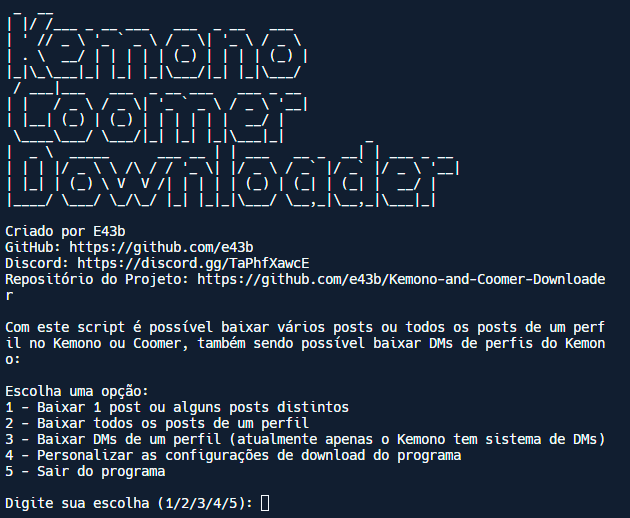 Kemono
Coomer
Downloader
Criado por E43b
GitHub: https://github.com/e43b
Discord: https://discord.gg/TaPhfXawcE
Repositório do Projeto: https://github.com/e43b/Kemono-and-Coomer-Downloade
r
Com este script é possível baixar vários posts ou todos os posts de um perf
il no Kemono ou Coomer, também sendo possível baixar DMs de perfis do Kemon
o:
Escolha uma opção:
1 - Baixar 1 post ou alguns posts distintos
2 - Baixar todos os posts de um perfil
3 - Baixar DMs de um perfil (atualmente apenas o Kemono tem sistema de DMs)
4 - Personalizar as configurações de download do programa
5 - Sair do programa
Digite sua escolha (1/2/3/4/5):